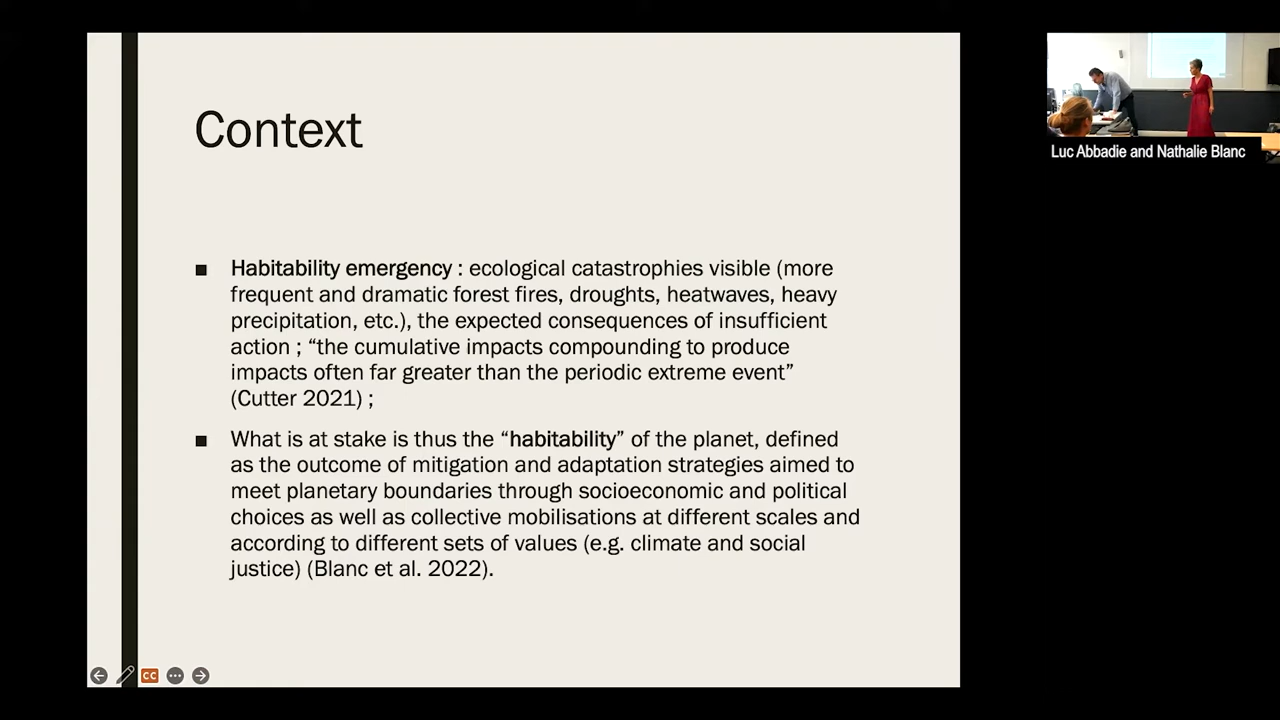 Context
■ Habitability emergency : ecological catastrophies visible (more
frequent and dramatic forest fires, droughts, heatwaves, heavy
precipitation, etc.), the expected consequences of insufficient
action ; “the cumulative impacts compounding to produce
impacts often far greater than the periodic extreme event”
(Cutter 2021) ;
■ What is at stake is thus the “habitability” of the planet, defined
as the outcome of mitigation and adaptation strategies aimed to
meet planetary boundaries through socioeconomic and political
choices as well as collective mobilisations at different scales and
according to different sets of values (e.g. climate and social
justice) (Blanc et al. 2022).
CC
Luc Abbadie and Nathalie Blanc